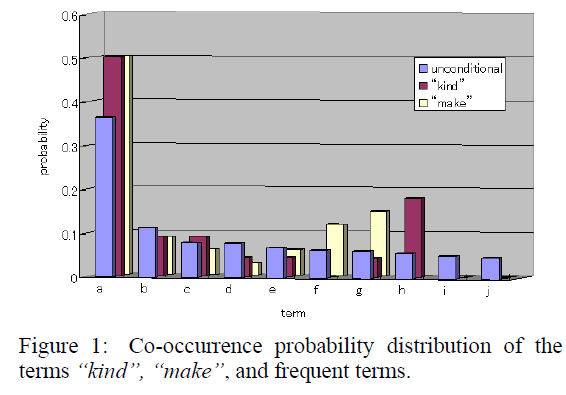 0.6
0.5
0.4
0.3
0.2
0.1
0
probability
unconditional
"kind"
"make"
a b c d e f g h i j
term
Figure 1: Co-occurrence probability distribution of the
terms "kind", "make", and frequent terms.